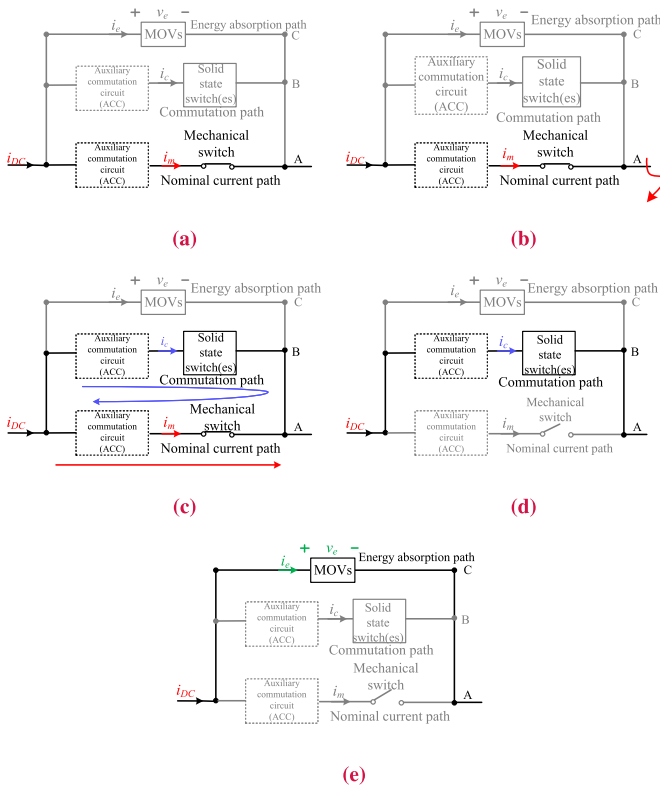 + v_e −
Energy absorption path
i_e
MOVs
C
Auxiliary
commutation
circuit
(ACC)
i_c
Solid
state
switch(es)
B
Commutation path
Mechanical
switch
i_DC
Auxiliary
commutation
circuit
(ACC)
i_m
A
Nominal current path
(a)
+ v_e −
Energy absorption path
i_e
MOVs
C
Auxiliary
commutation
circuit
(ACC)
i_c
Solid
state
switch(es)
B
Commutation path
Mechanical
switch
i_DC
Auxiliary
commutation
circuit
(ACC)
i_m
A
Nominal current path
(b)
+ v_e −
Energy absorption path
i_e
MOVs
C
Auxiliary
commutation
circuit
(ACC)
i_c
Solid
state
switch(es)
B
Commutation path
Mechanical
switch
i_DC
Auxiliary
commutation
circuit
(ACC)
i_m
A
Nominal current path
(c)
+ v_e −
Energy absorption path
i_e
MOVs
C
Auxiliary
commutation
circuit
(ACC)
i_c
Solid
state
switch(es)
B
Commutation path
Mechanical
switch
i_DC
Auxiliary
commutation
circuit
(ACC)
i_m
A
Nominal current path
(d)
+ v_e −
Energy absorption path
i_e
MOVs
C
Auxiliary
commutation
circuit
(ACC)
i_c
Solid
state
switch(es)
B
Commutation path
Mechanical
switch
i_DC
Auxiliary
commutation
circuit
(ACC)
i_m
A
Nominal current path
(e)